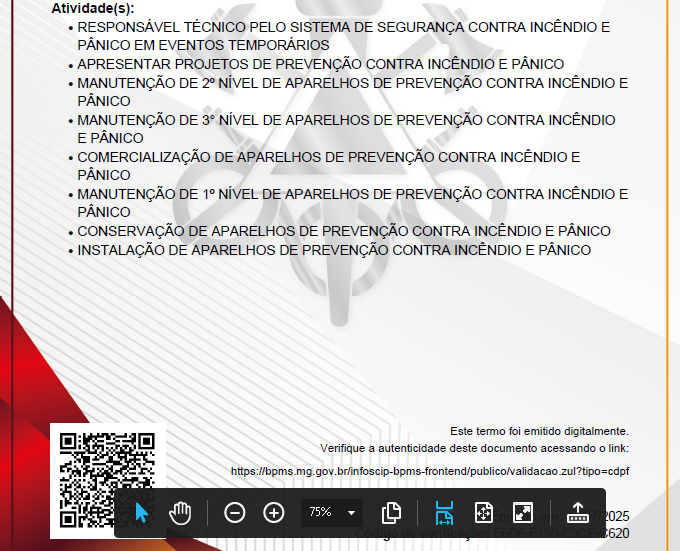 Atividade(s):
• RESPONSÁVEL TÉCNICO PELO SISTEMA DE SEGURANÇA CONTRA INCÊNDIO E
PÂNICO EM EVENTOS TEMPORÁRIOS
• APRESENTAR PROJETOS DE PREVENÇÃO CONTRA INCÊNDIO E PÂNICO
• MANUTENÇÃO DE 2º NÍVEL DE APARELHOS DE PREVENÇÃO CONTRA INCÊNDIO E
PÂNICO
• MANUTENÇÃO DE 3º NÍVEL DE APARELHOS DE PREVENÇÃO CONTRA INCÊNDIO
E PÂNICO
• COMERCIALIZAÇÃO DE APARELHOS DE PREVENÇÃO CONTRA INCÊNDIO E
PÂNICO
• MANUTENÇÃO DE 1º NÍVEL DE APARELHOS DE PREVENÇÃO CONTRA INCÊNDIO E
PÂNICO
• CONSERVAÇÃO DE APARELHOS DE PREVENÇÃO CONTRA INCÊNDIO E PÂNICO
• INSTALAÇÃO DE APARELHOS DE PREVENÇÃO CONTRA INCÊNDIO E PÂNICO
Este termo foi emitido digitalmente.
Verifique a autenticidade deste documento acessando o link:
https://bpms.mg.gov.br/infoscip-bpms-frontend/publico/validacao.zul?tipo=cdpf
75%
/2025
Código de verificação: